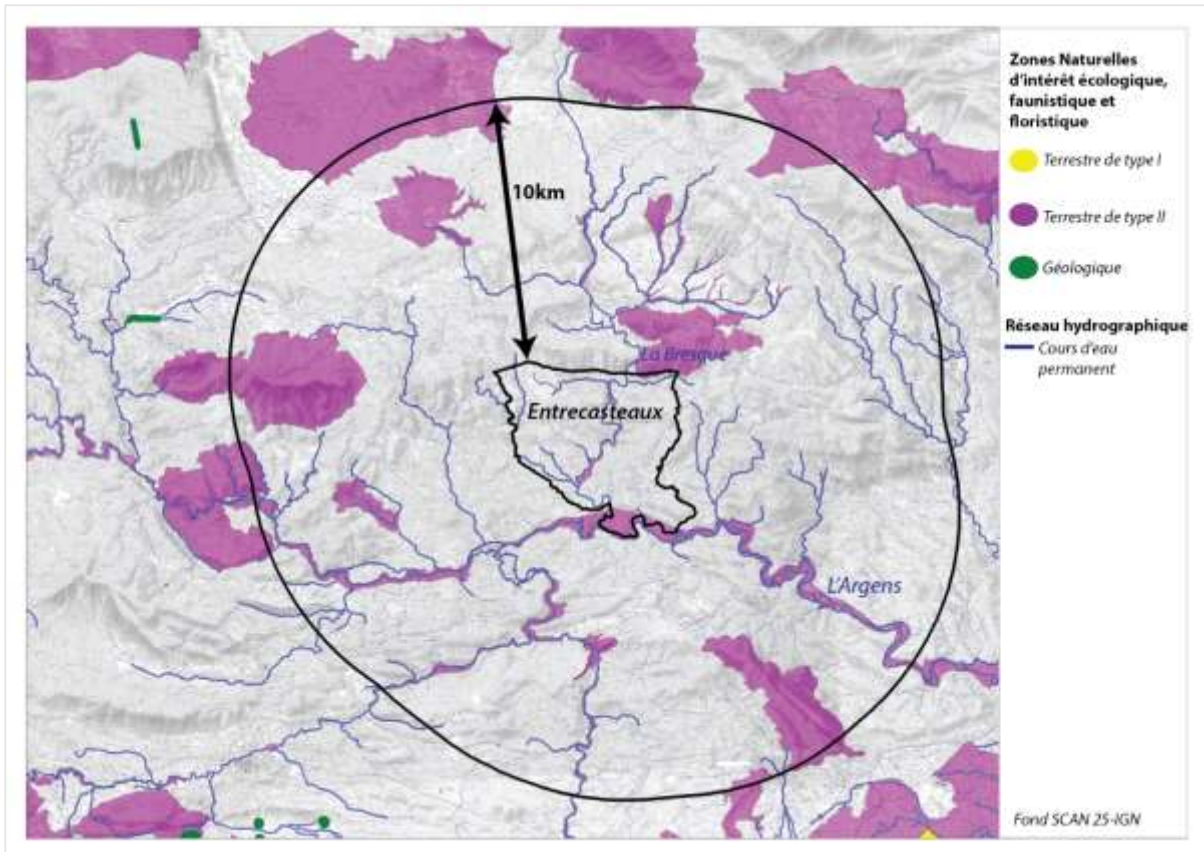 10km
La Bresque
Entrecasteaux
L'Argens
Zones Naturelles
d'intérêt écologique,
faunistique et
floristique
Terrestre de type I
Terrestre de type II
Géologique
Réseau hydrographique
Cours d'eau
permanent
Fond SCAN 25-IGN